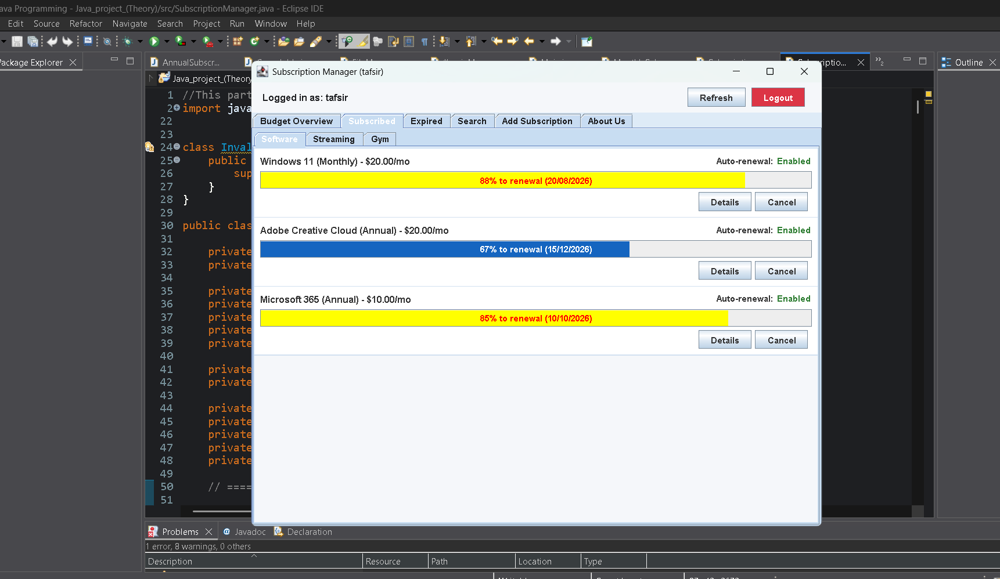 ava Programming - Java_project_(Theory)/src/SubscriptionManager.java - Eclipse IDE
Edit Source Refactor Navigate Search Project Run Window Help
Package Explorer
AnnualSubscr...
Outline
Java_project_(Theory
Subscription Manager (tafsir)
Logged in as: tafsir
Refresh Logout
Budget Overview Subscribed Expired Search Add Subscription About Us
Software Streaming Gym
Windows 11 (Monthly) - $20.00/mo Auto-renewal: Enabled
88% to renewal (20/08/2026)
Details Cancel
Adobe Creative Cloud (Annual) - $20.00/mo Auto-renewal: Enabled
67% to renewal (15/12/2026)
Details Cancel
Microsoft 365 (Annual) - $10.00/mo Auto-renewal: Enabled
85% to renewal (10/10/2026)
Details Cancel
1 //This part
2 import java
22
23
24 class Inval
25 public
26 sup
27 }
28 }
29
30 public clas
31
32 private
33 private
34
35 private
36 private
37 private
38 private
39 private
40
41 private
42 private
43
44 private
45 private
46 private
47 private
48 private
49
50 // ====
51
Problems Javadoc Declaration
1 error, 8 warnings, 0 others
Description Resource Path Location Type